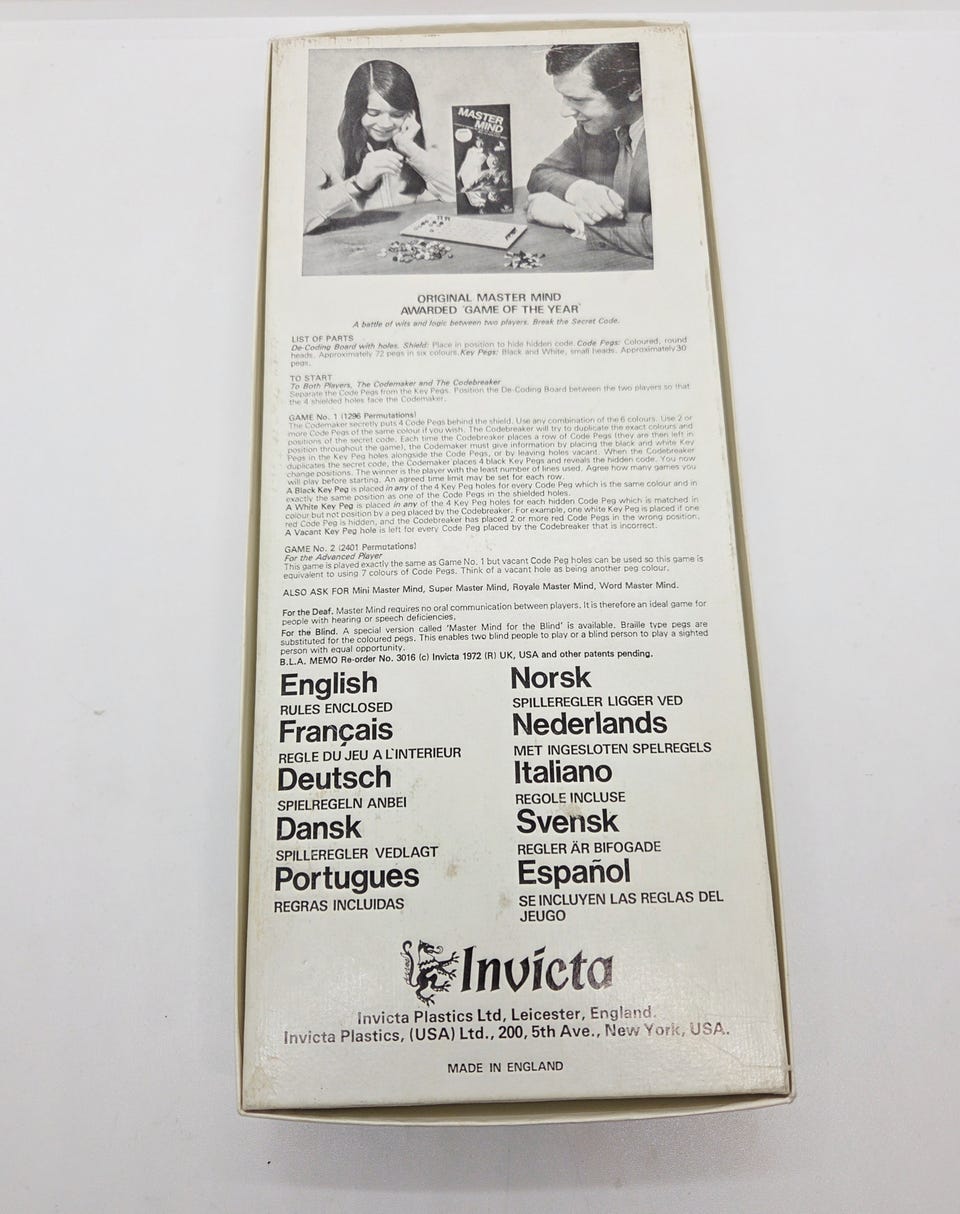 MASTER
MIND
ORIGINAL MASTER MIND
AWARDED 'GAME OF THE YEAR'
A battle of wits and logic between two players. Break the Secret Code.
LIST OF PARTS
De-Coding Board with holes. Shield: Place in position to hide hidden code. Code Pegs: Coloured, round
heads. Approximately 72 pegs in six colours. Key Pegs: Black and White, small heads. Approximately 30
pegs.
TO START
To Both Players, The Codemaker and The Codebreaker
Separate the Code Pegs from the Key Pegs. Position the De-Coding Board between the two players so that
the 4 shielded holes face the Codemaker.
GAME No. 1 (1296 Permutations)
The Codemaker secretly puts 4 Code Pegs behind the shield. Use any combination of the 6 colours. Use 2 or
more Code Pegs of the same colour if you wish. The Codebreaker will try to duplicate the exact colours and
positions of the secret code. Each time the Codebreaker places a row of Code Pegs (they are then left in
position throughout the game), the Codemaker must give information by placing the black and white Key
Pegs in the Key Peg holes alongside the Code Pegs, or by leaving holes vacant. When the Codebreaker
duplicates the secret code, the Codemaker places 4 black Key Pegs and reveals the hidden code. You now
change positions. The winner is the player with the least number of lines used. Agree how many games you
will play before starting. An agreed time limit may be set for each row.
A Black Key Peg is placed in any of the 4 Key Peg holes for every Code Peg which is the same colour and in
exactly the same position as one of the Code Pegs in the shielded holes.
A White Key Peg is placed in any of the 4 Key Peg holes for each hidden Code Peg which is matched in
colour but not position by a peg placed by the Codebreaker. For example, one white Key Peg is placed if one
red Code Peg is hidden, and the Codebreaker has placed 2 or more red Code Pegs in the wrong position.
A Vacant Key Peg hole is left for every Code Peg placed by the Codebreaker that is incorrect.
GAME No. 2 (2401 Permutations)
For the Advanced Player
This game is played exactly the same as Game No. 1 but vacant Code Peg holes can be used so this game is
equivalent to using 7 colours of Code Pegs. Think of a vacant hole as being another peg colour.
ALSO ASK FOR Mini Master Mind, Super Master Mind, Royale Master Mind, Word Master Mind.
For the Deaf. Master Mind requires no oral communication between players. It is therefore an ideal game for
people with hearing or speech deficiencies.
For the Blind. A special version called 'Master Mind for the Blind' is available. Braille type pegs are
substituted for the coloured pegs. This enables two blind people to play or a blind person to play a sighted
person with equal opportunity.
B.L.A. MEMO Re-order No. 3016 (c) Invicta 1972 (R) UK, USA and other patents pending.
English
RULES ENCLOSED
Français
REGLE DU JEU A L'INTERIEUR
Deutsch
SPIELREGELN ANBEI
Dansk
SPILLEREGLER VEDLAGT
Portugues
REGRAS INCLUIDAS
Norsk
SPILLEREGLER LIGGER VED
Nederlands
MET INGESLOTEN SPELREGELS
Italiano
REGOLE INCLUSE
Svensk
REGLER ÄR BIFOGADE
Español
SE INCLUYEN LAS REGLAS DEL
JEUGO
Invicta
Invicta Plastics Ltd, Leicester, England.
Invicta Plastics, (USA) Ltd., 200, 5th Ave., New York, USA.
MADE IN ENGLAND